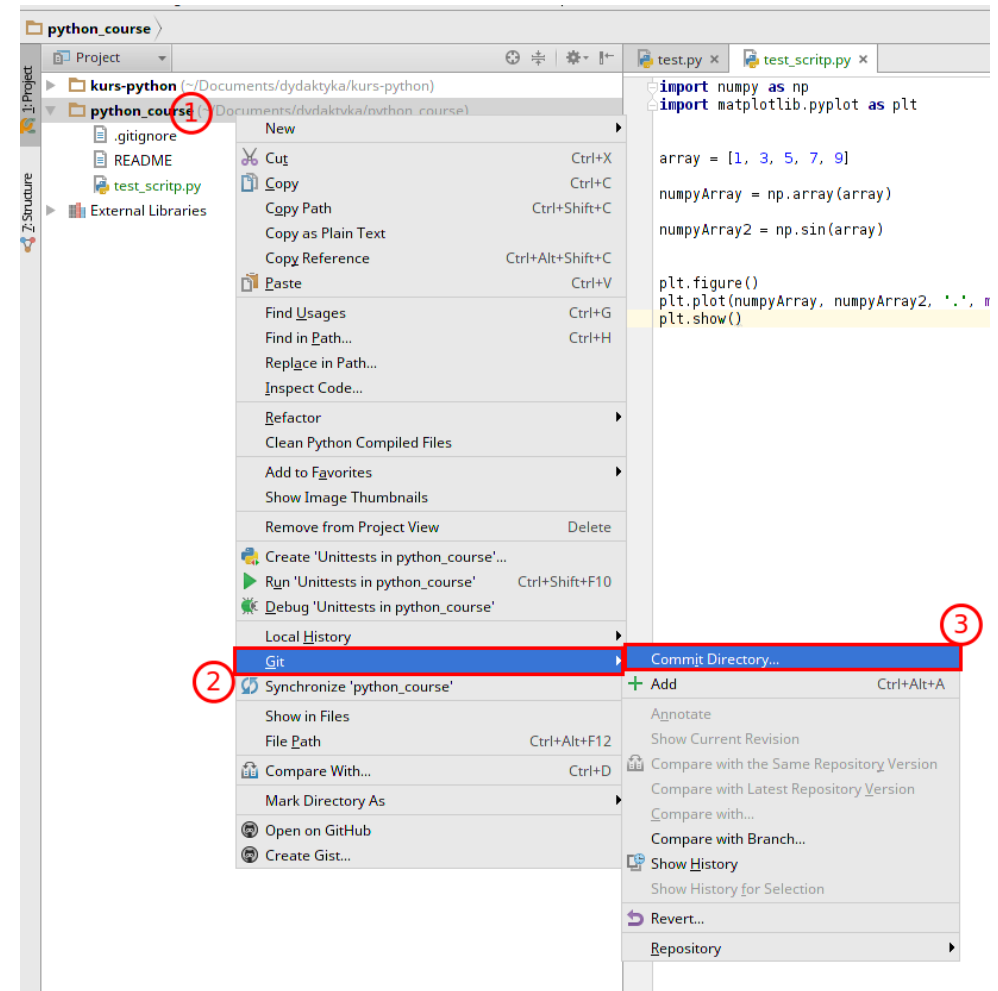 python_course
Project
test.py ×
test_scritp.py ×
1: Project
7: Structure
kurs-python (~/Documents/dydaktyka/kurs-python)
python_course (~/Documents/dydaktyka/python_course)
1
.gitignore
README
test_scritp.py
External Libraries
import numpy as np
import matplotlib.pyplot as plt
array = [1, 3, 5, 7, 9]
numpyArray = np.array(array)
numpyArray2 = np.sin(array)
plt.figure()
plt.plot(numpyArray, numpyArray2, '.', m
plt.show()
New
Cut Ctrl+X
Copy Ctrl+C
Copy Path Ctrl+Shift+C
Copy as Plain Text
Copy Reference Ctrl+Alt+Shift+C
Paste Ctrl+V
Find Usages Ctrl+G
Find in Path... Ctrl+H
Replace in Path...
Inspect Code...
Refactor
Clean Python Compiled Files
Add to Favorites
Show Image Thumbnails
Remove from Project View Delete
Create 'Unittests in python_course'...
Run 'Unittests in python_course' Ctrl+Shift+F10
Debug 'Unittests in python_course'
Local History
Git
2
Synchronize 'python_course'
Show in Files
File Path Ctrl+Alt+F12
Compare With... Ctrl+D
Mark Directory As
Open on GitHub
Create Gist...
3
Commit Directory...
Add Ctrl+Alt+A
Annotate
Show Current Revision
Compare with the Same Repository Version
Compare with Latest Repository Version
Compare with...
Compare with Branch...
Show History
Show History for Selection
Revert...
Repository